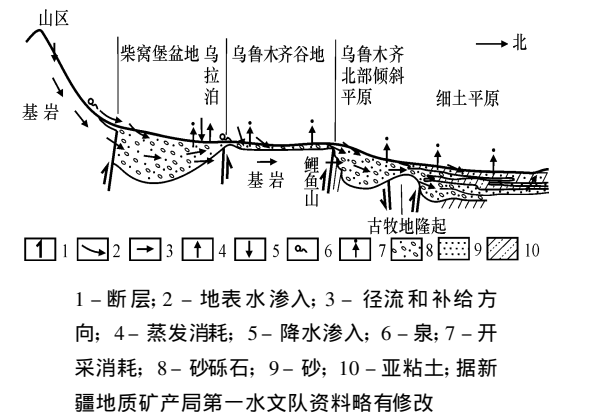 山区
柴窝堡盆地
乌拉泊
乌鲁木齐谷地
乌鲁木齐
北部倾斜
平原
北
细土平原
基岩
基岩
鲤鱼山
古牧地隆起
1 2 3 4 5 6 7 8 9 10
1－断层; 2－地表水渗入; 3－径流和补给方
向; 4－蒸发消耗; 5－降水渗入; 6－泉; 7－开
采消耗; 8－砂砾石; 9－砂; 10－亚粘土; 据新
疆地质矿产局第一水文队资料略有修改